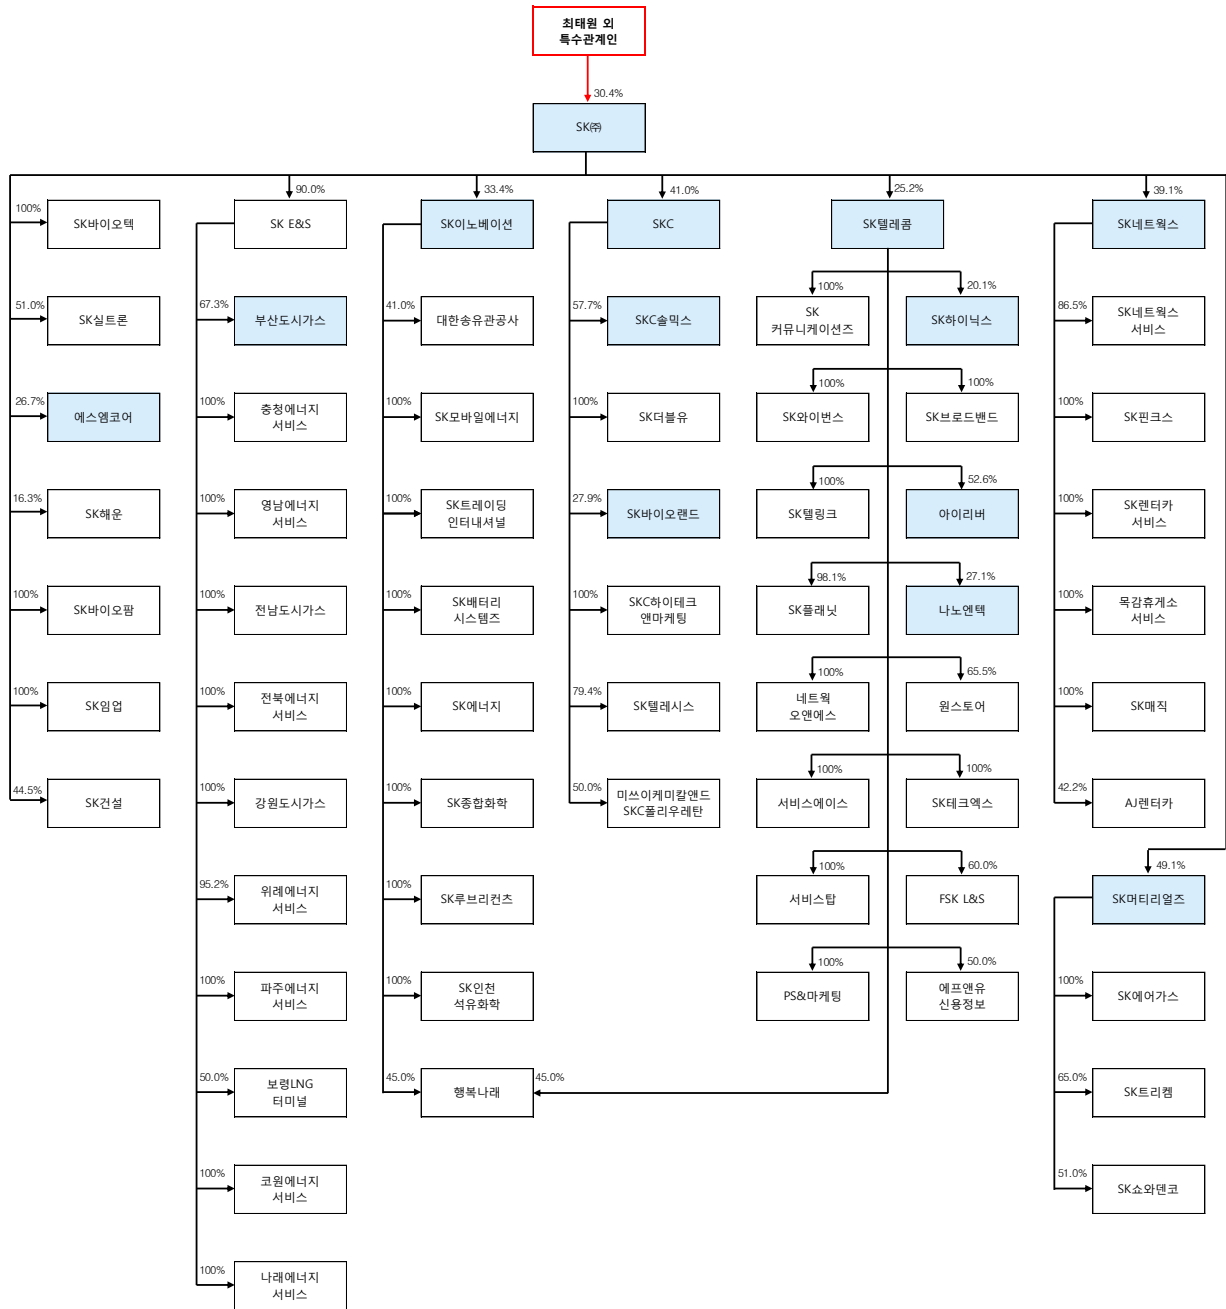 최태원 외
특수관계인
30.4%
SK㈜
100%
SK바이오텍
51.0%
SK실트론
26.7%
에스엠코어
16.3%
SK해운
100%
SK바이오팜
100%
SK임업
44.5%
SK건설
90.0%
SK E&S
67.3%
부산도시가스
100%
충청에너지
서비스
100%
영남에너지
서비스
100%
전남도시가스
100%
전북에너지
서비스
100%
강원도시가스
95.2%
위례에너지
서비스
100%
파주에너지
서비스
50.0%
보령LNG
터미널
100%
코원에너지
서비스
100%
나래에너지
서비스
33.4%
SK이노베이션
41.0%
대한송유관공사
100%
SK모바일에너지
100%
SK트레이딩
인터내셔널
100%
SK배터리
시스템즈
100%
SK에너지
100%
SK종합화학
100%
SK루브리컨츠
100%
SK인천
석유화학
45.0%
행복나래
45.0%
41.0%
SKC
57.7%
SKC솔믹스
100%
SK더블유
27.9%
SK바이오랜드
100%
SKC하이테크
앤마케팅
79.4%
SK텔레시스
50.0%
미쓰이케미칼앤드
SKC폴리우레탄
25.2%
SK텔레콤
100%
SK
커뮤니케이션즈
20.1%
SK하이닉스
100%
SK와이번스
100%
SK브로드밴드
100%
SK텔링크
52.6%
아이리버
98.1%
SK플래닛
27.1%
나노엔텍
100%
네트웍
오앤에스
65.5%
원스토어
100%
서비스에이스
100%
SK테크엑스
100%
서비스탑
60.0%
FSK L&S
100%
PS&마케팅
50.0%
에프앤유
신용정보
39.1%
SK네트웍스
86.5%
SK네트웍스
서비스
100%
SK핀크스
100%
SK렌터카
서비스
100%
목감휴게소
서비스
100%
SK매직
42.2%
AJ렌터카
49.1%
SK머티리얼즈
100%
SK에어가스
65.0%
SK트리켐
51.0%
SK쇼와덴코